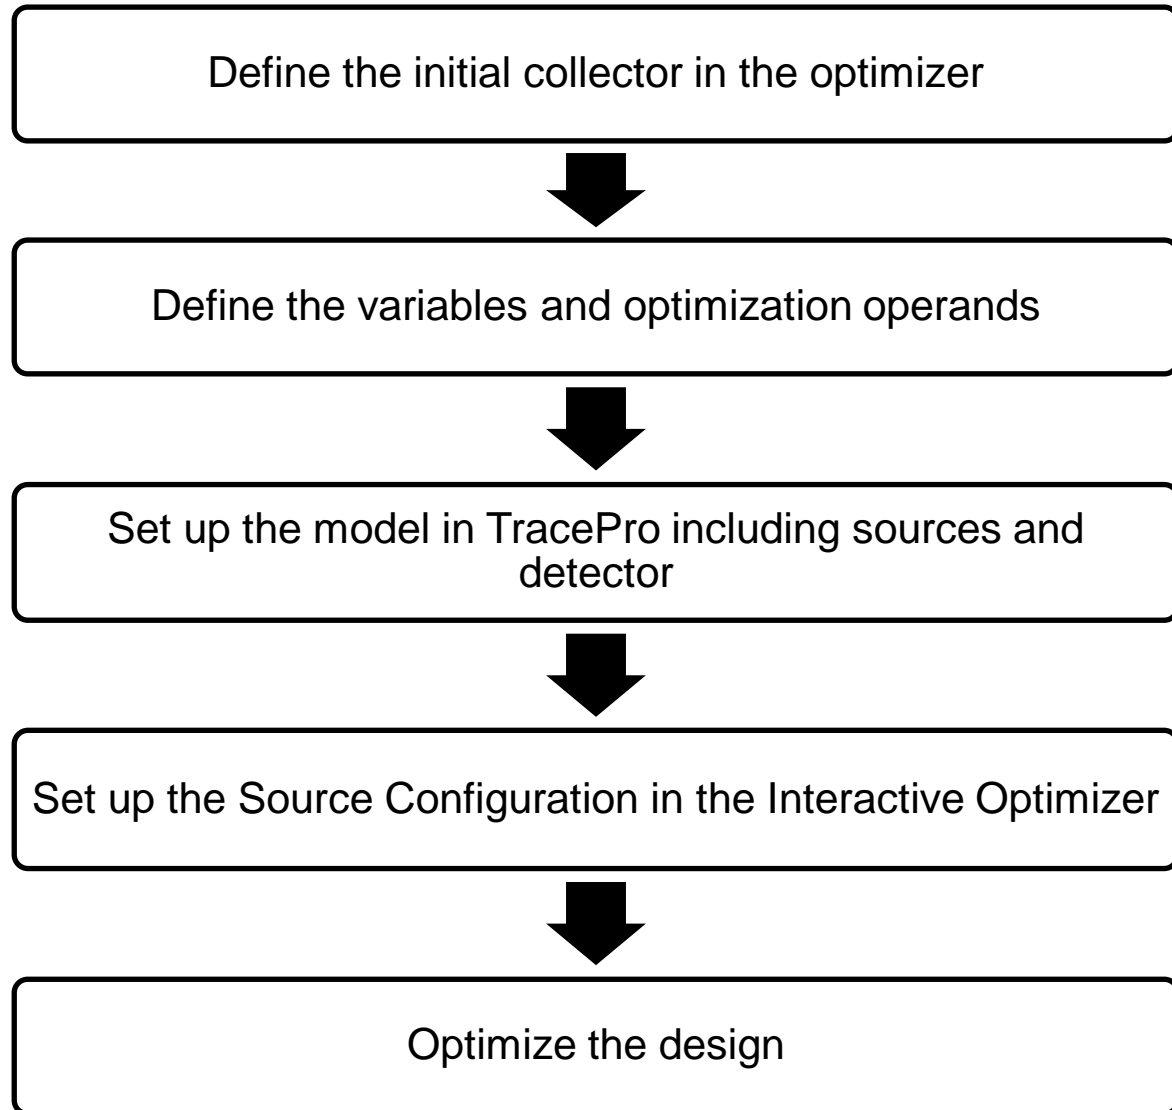 Define the initial collector in the optimizer
Define the variables and optimization operands
Set up the model in TracePro including sources and
detector
Set up the Source Configuration in the Interactive Optimizer
Optimize the design